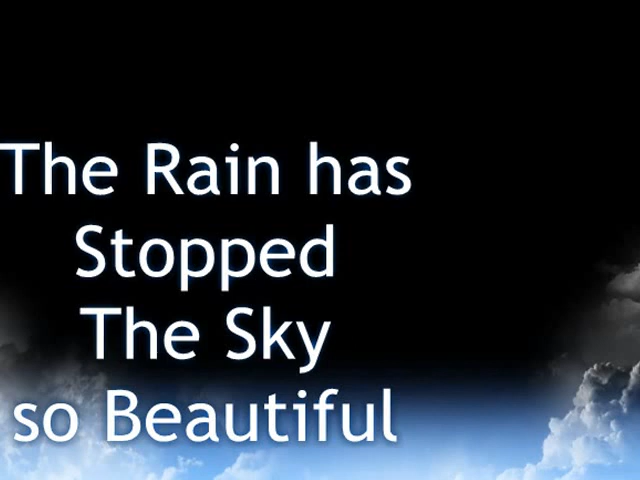 The Rain has
Stopped
The Sky
so Beautiful